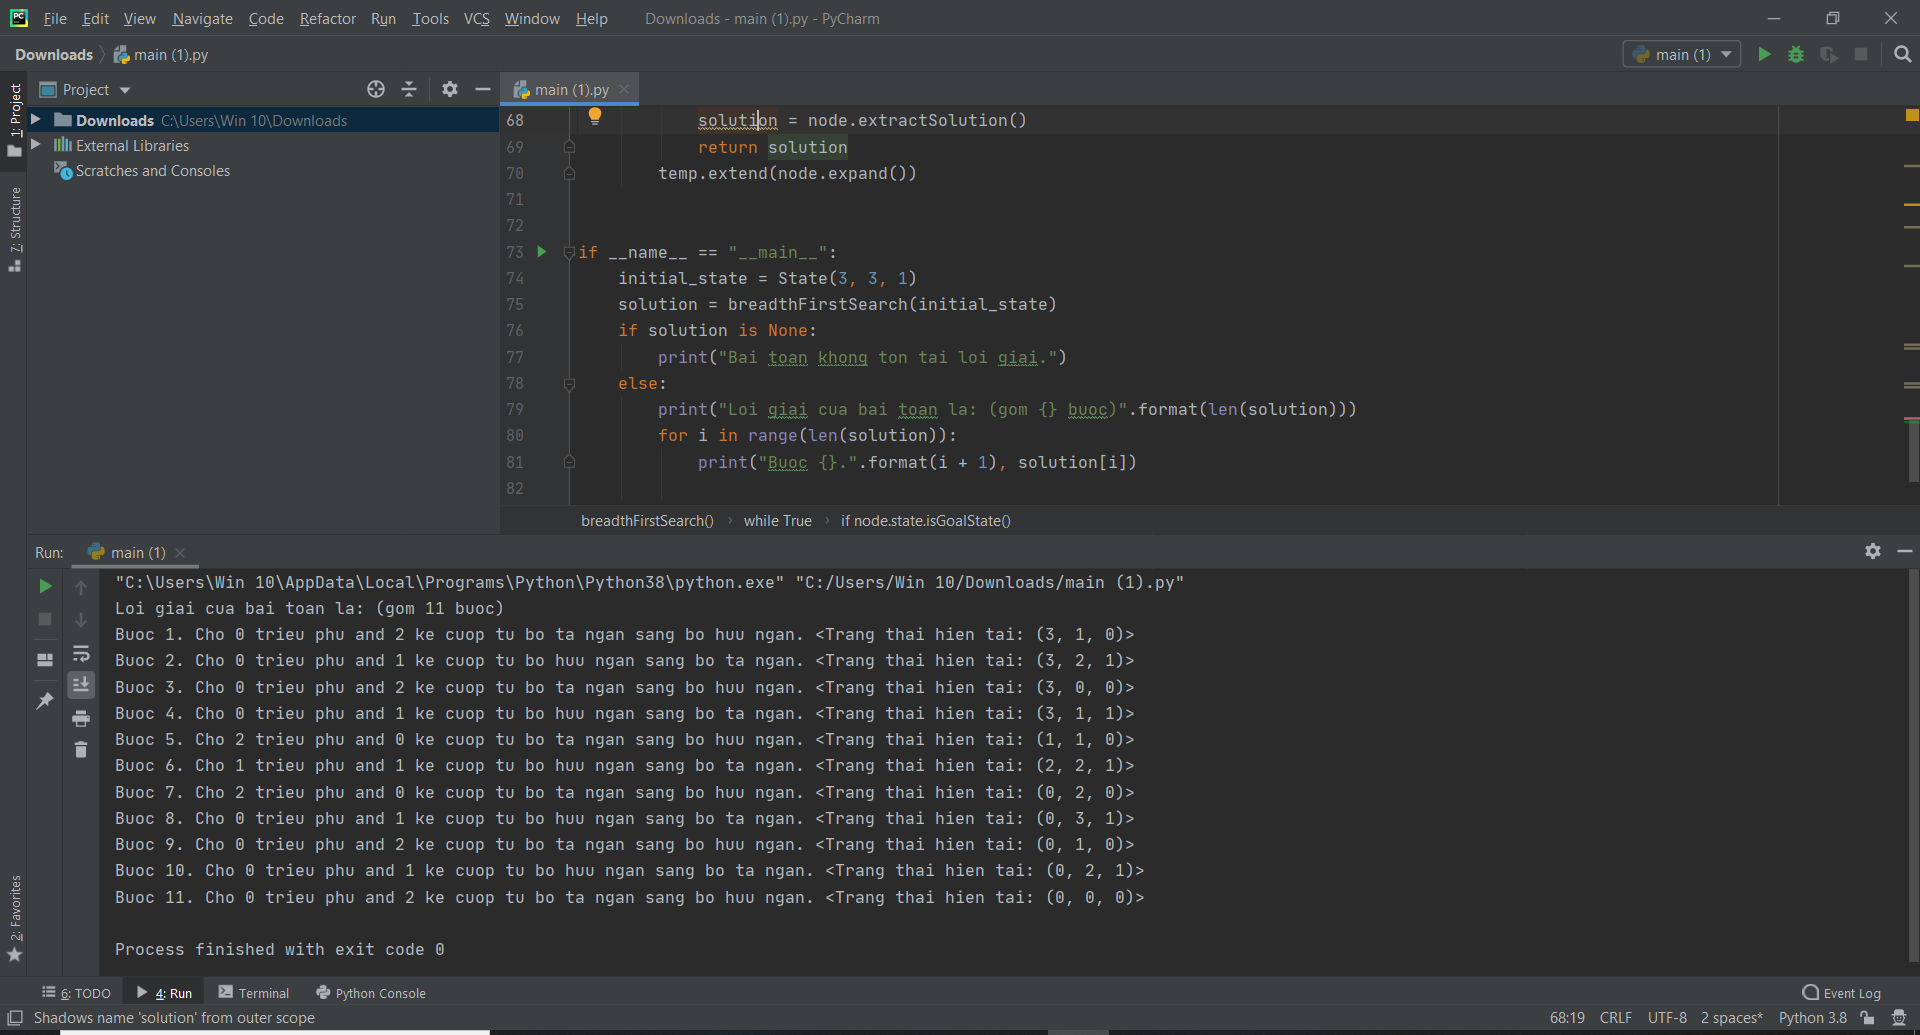 File Edit View Navigate Code Refactor Run Tools VCS Window Help Downloads - main (1).py - PyCharm
Downloads main (1).py main (1)
1: Project
Project
main (1).py
Downloads C:\Users\Win 10\Downloads
External Libraries
Scratches and Consoles
7: Structure
68 solution = node.extractSolution()
69 return solution
70 temp.extend(node.expand())
71
72
73 if __name__ == "__main__":
74 initial_state = State(3, 3, 1)
75 solution = breadthFirstSearch(initial_state)
76 if solution is None:
77 print("Bai toan khong ton tai loi giai.")
78 else:
79 print("Loi giai cua bai toan la: (gom {} buoc)".format(len(solution)))
80 for i in range(len(solution)):
81 print("Buoc {}.".format(i + 1), solution[i])
82
breadthFirstSearch() › while True › if node.state.isGoalState()
Run: main (1)
"C:\Users\Win 10\AppData\Local\Programs\Python\Python38\python.exe" "C:/Users/Win 10/Downloads/main (1).py"
Loi giai cua bai toan la: (gom 11 buoc)
Buoc 1. Cho 0 trieu phu and 2 ke cuop tu bo ta ngan sang bo huu ngan. <Trang thai hien tai: (3, 1, 0)>
Buoc 2. Cho 0 trieu phu and 1 ke cuop tu bo huu ngan sang bo ta ngan. <Trang thai hien tai: (3, 2, 1)>
Buoc 3. Cho 0 trieu phu and 2 ke cuop tu bo ta ngan sang bo huu ngan. <Trang thai hien tai: (3, 0, 0)>
Buoc 4. Cho 0 trieu phu and 1 ke cuop tu bo huu ngan sang bo ta ngan. <Trang thai hien tai: (3, 1, 1)>
Buoc 5. Cho 2 trieu phu and 0 ke cuop tu bo ta ngan sang bo huu ngan. <Trang thai hien tai: (1, 1, 0)>
Buoc 6. Cho 1 trieu phu and 1 ke cuop tu bo huu ngan sang bo ta ngan. <Trang thai hien tai: (2, 2, 1)>
Buoc 7. Cho 2 trieu phu and 0 ke cuop tu bo ta ngan sang bo huu ngan. <Trang thai hien tai: (0, 2, 0)>
Buoc 8. Cho 0 trieu phu and 1 ke cuop tu bo huu ngan sang bo ta ngan. <Trang thai hien tai: (0, 3, 1)>
Buoc 9. Cho 0 trieu phu and 2 ke cuop tu bo ta ngan sang bo huu ngan. <Trang thai hien tai: (0, 1, 0)>
Buoc 10. Cho 0 trieu phu and 1 ke cuop tu bo huu ngan sang bo ta ngan. <Trang thai hien tai: (0, 2, 1)>
Buoc 11. Cho 0 trieu phu and 2 ke cuop tu bo ta ngan sang bo huu ngan. <Trang thai hien tai: (0, 0, 0)>
Process finished with exit code 0
2: Favorites
6: TODO 4: Run Terminal Python Console Event Log
Shadows name 'solution' from outer scope 68:19 CRLF UTF-8 2 spaces* Python 3.8